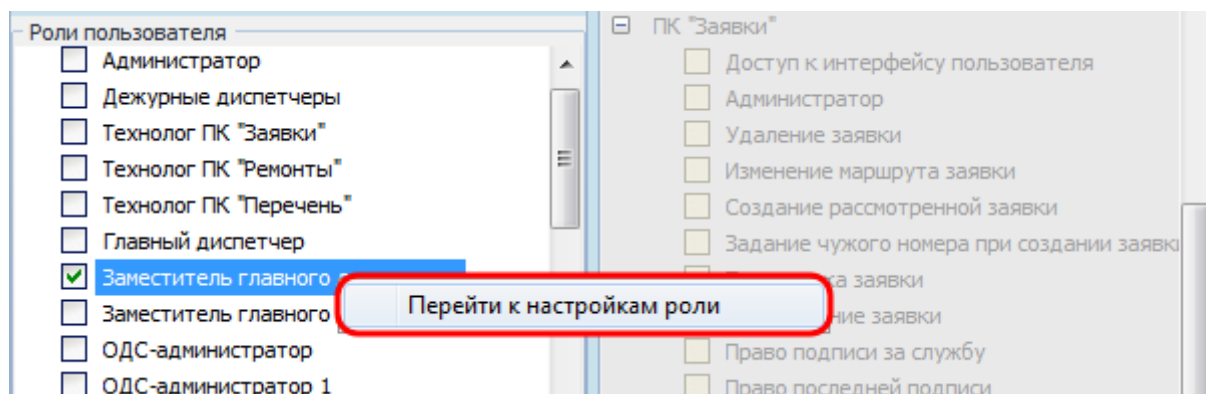 Роли пользователя
Администратор
Дежурные диспетчеры
Технолог ПК "Заявки"
Технолог ПК "Ремонты"
Технолог ПК "Перечень"
Главный диспетчер
Заместитель главного
Заместитель главного
ОДС-администратор
ОДС-администратор 1
Перейти к настройкам роли
ПК "Заявки"
Доступ к интерфейсу пользователя
Администратор
Удаление заявки
Изменение маршрута заявки
Создание рассмотренной заявки
Задание чужого номера при создании заявки
заявки
заявки
Право подписи за службу
Право последней подписи